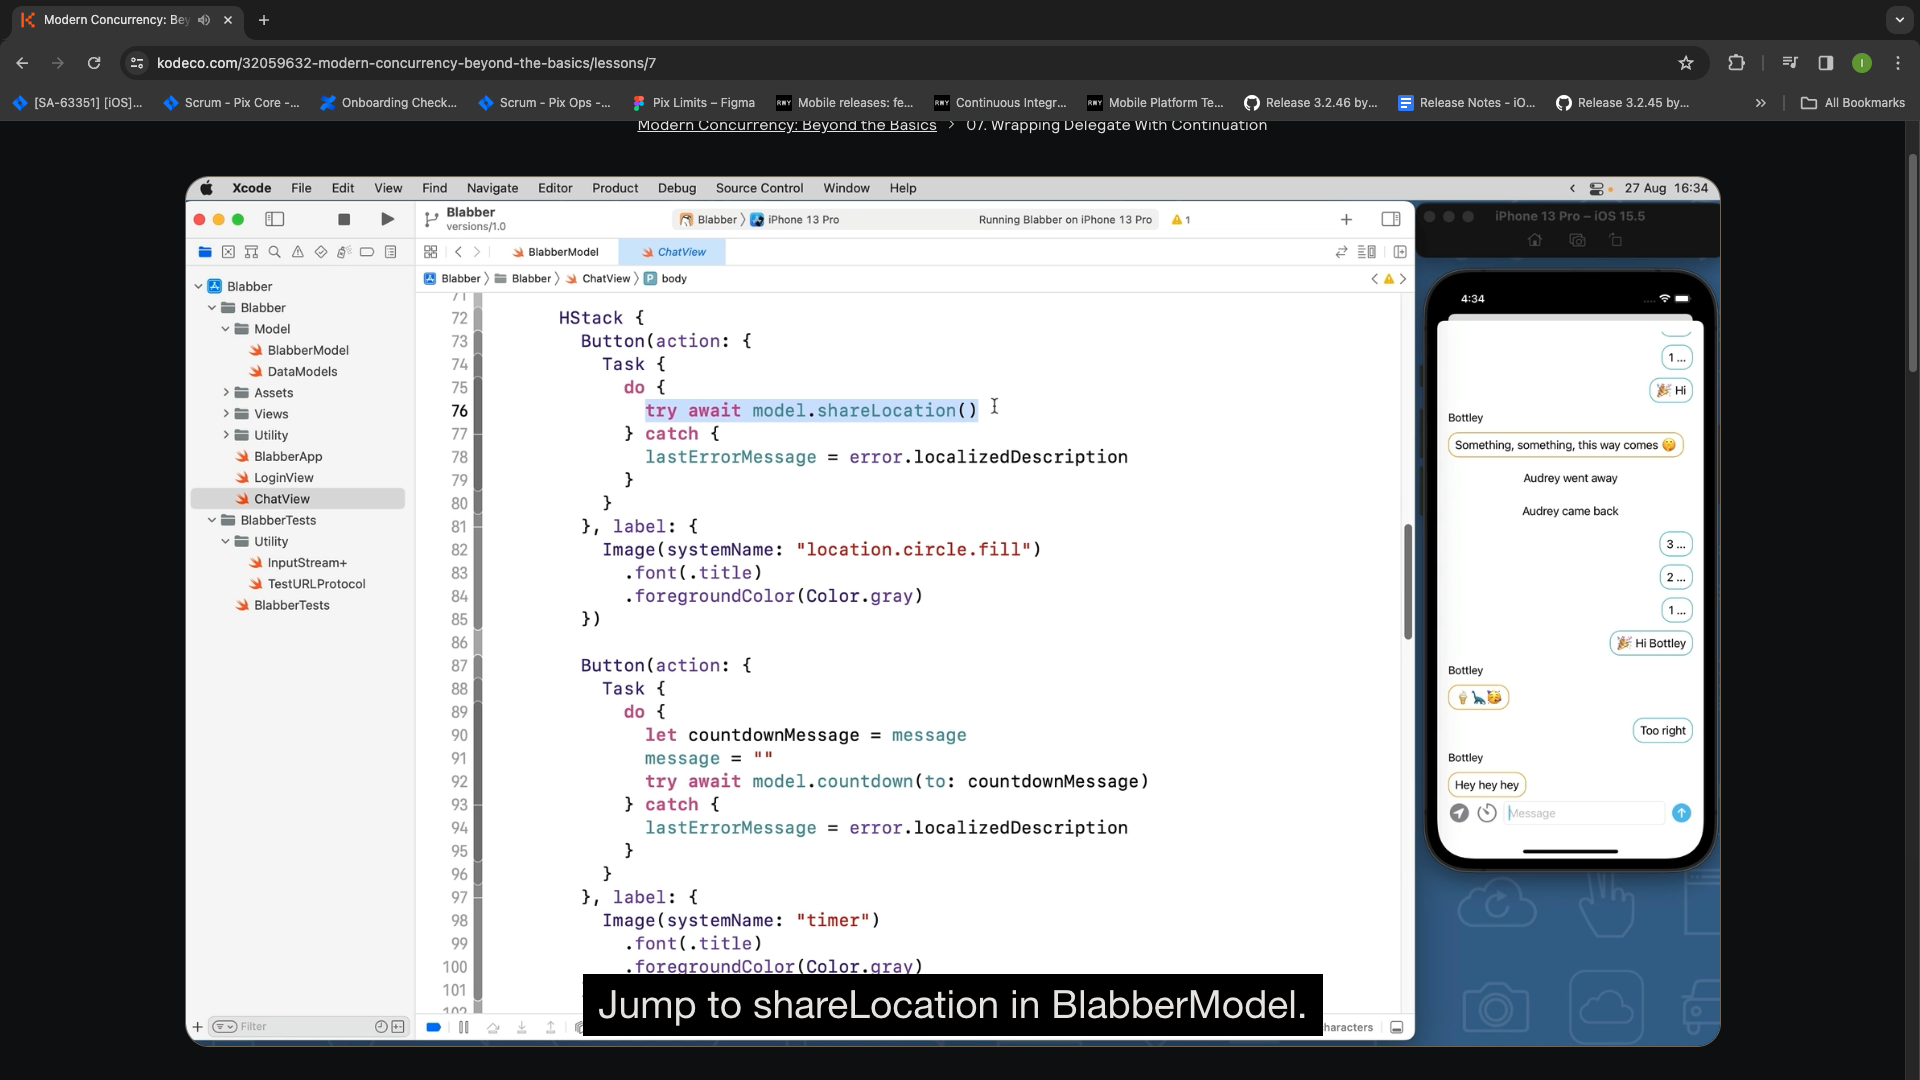 Modern Concurrency: Bey
kodeco.com/32059632-modern-concurrency-beyond-the-basics/lessons/7
I
[SA-63351] [iOS]...
Scrum - Pix Core -...
Onboarding Check...
Scrum - Pix Ops -...
Pix Limits – Figma
RWY Mobile releases: fe...
RWY Continuous Integr...
RWY Mobile Platform Te...
Release 3.2.46 by...
Release Notes - iO...
Release 3.2.45 by...
» All Bookmarks
Modern Concurrency: Beyond the Basics > 07. Wrapping Delegate With Continuation
Xcode File Edit View Find Navigate Editor Product Debug Source Control Window Help
27 Aug 16:34
Blabber
versions/1.0
Blabber 〉 iPhone 13 Pro
Running Blabber on iPhone 13 Pro
1
BlabberModel
ChatView
Blabber 〉 Blabber 〉 ChatView 〉 P body
Blabber
Blabber
Model
BlabberModel
DataModels
Assets
Views
Utility
BlabberApp
LoginView
ChatView
BlabberTests
Utility
InputStream+
TestURLProtocol
BlabberTests
Filter
71
72 HStack {
73 Button(action: {
74 Task {
75 do {
76 try await model.shareLocation()
77 } catch {
78 lastErrorMessage = error.localizedDescription
79 }
80 }
81 }, label: {
82 Image(systemName: "location.circle.fill")
83 .font(.title)
84 .foregroundColor(Color.gray)
85 })
86
87 Button(action: {
88 Task {
89 do {
90 let countdownMessage = message
91 message = ""
92 try await model.countdown(to: countdownMessage)
93 } catch {
94 lastErrorMessage = error.localizedDescription
95 }
96 }
97 }, label: {
98 Image(systemName: "timer")
99 .font(.title)
100 .foregroundColor(Color.gray)
101
102
haracters
Jump to shareLocation in BlabberModel.
iPhone 13 Pro – iOS 15.5
4:34
1 ...
🎉 Hi
Bottley
Something, something, this way comes 🤭
Audrey went away
Audrey came back
3 ...
2 ...
1 ...
🎉 Hi Bottley
Bottley
🍦🦕🥳
Too right
Bottley
Hey hey hey
Message